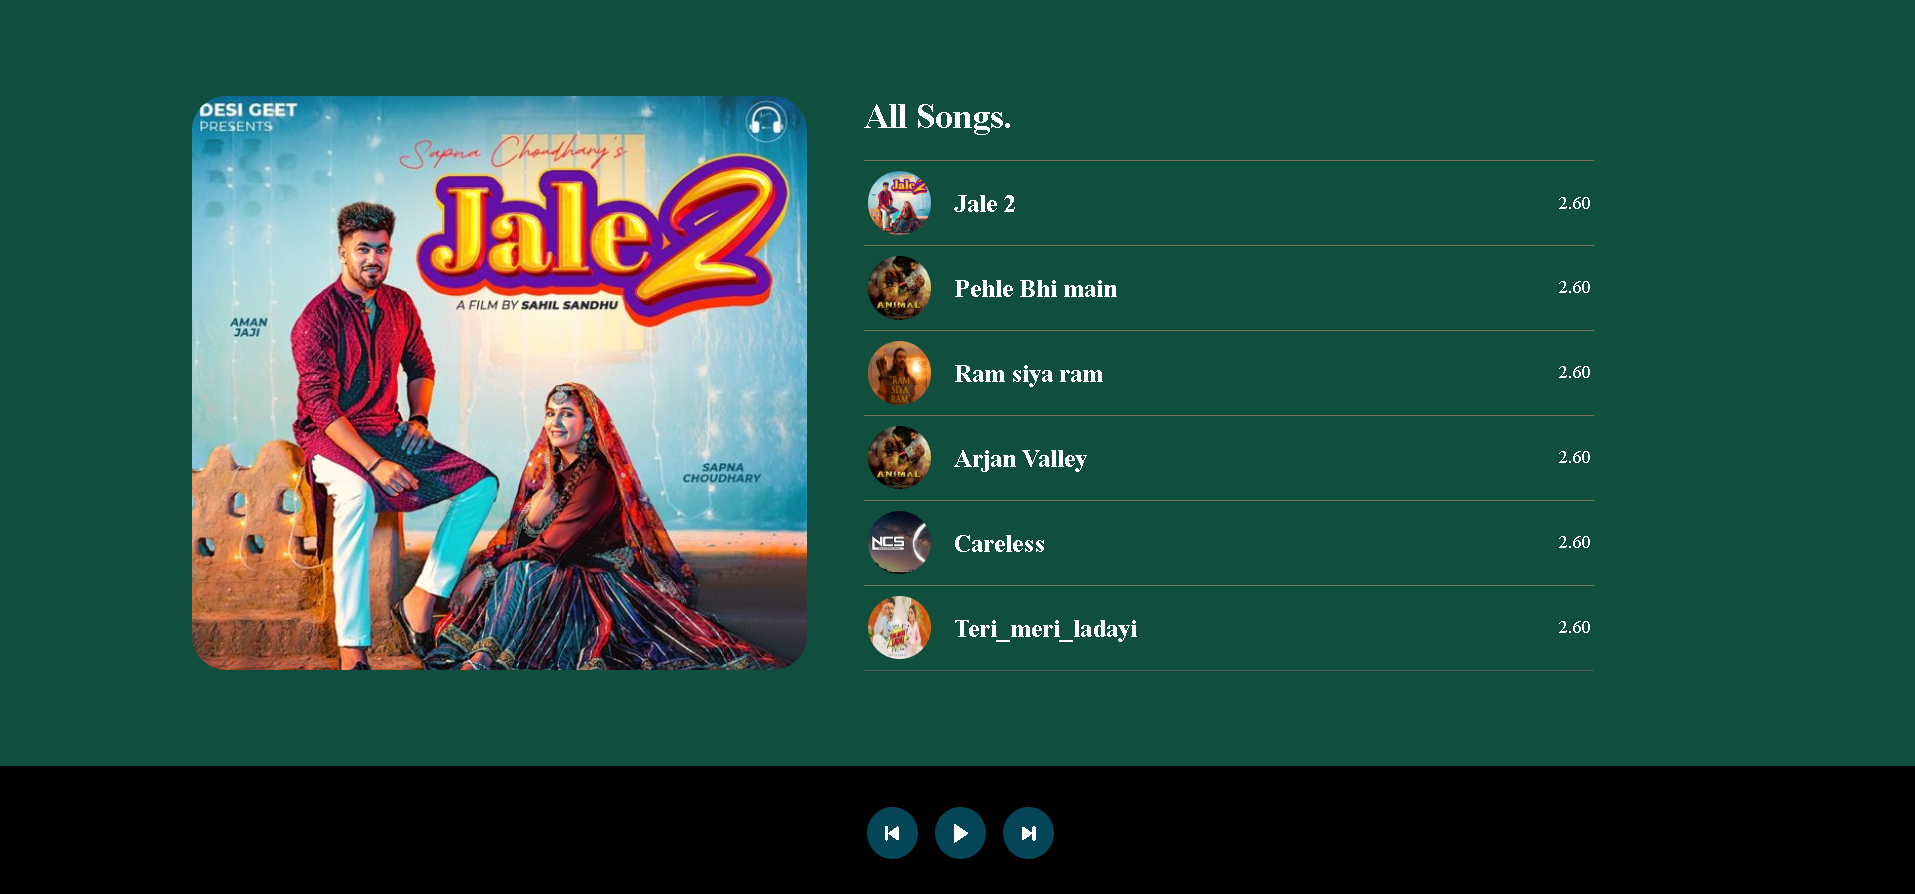 DESI GEET
PRESENTS
Sapna Choudhary's
Jale 2
A FILM BY SAHIL SANDHU
AMAN
JAJI
SAPNA
CHOUDHARY
All Songs.
Jale 2
Jale 2
2.60
ANIMAL
Pehle Bhi main
2.60
RAM
SIYA
RAM
Ram siya ram
2.60
ANIMAL
Arjan Valley
2.60
NCS
Careless
2.60
Teri_meri_ladayi
2.60